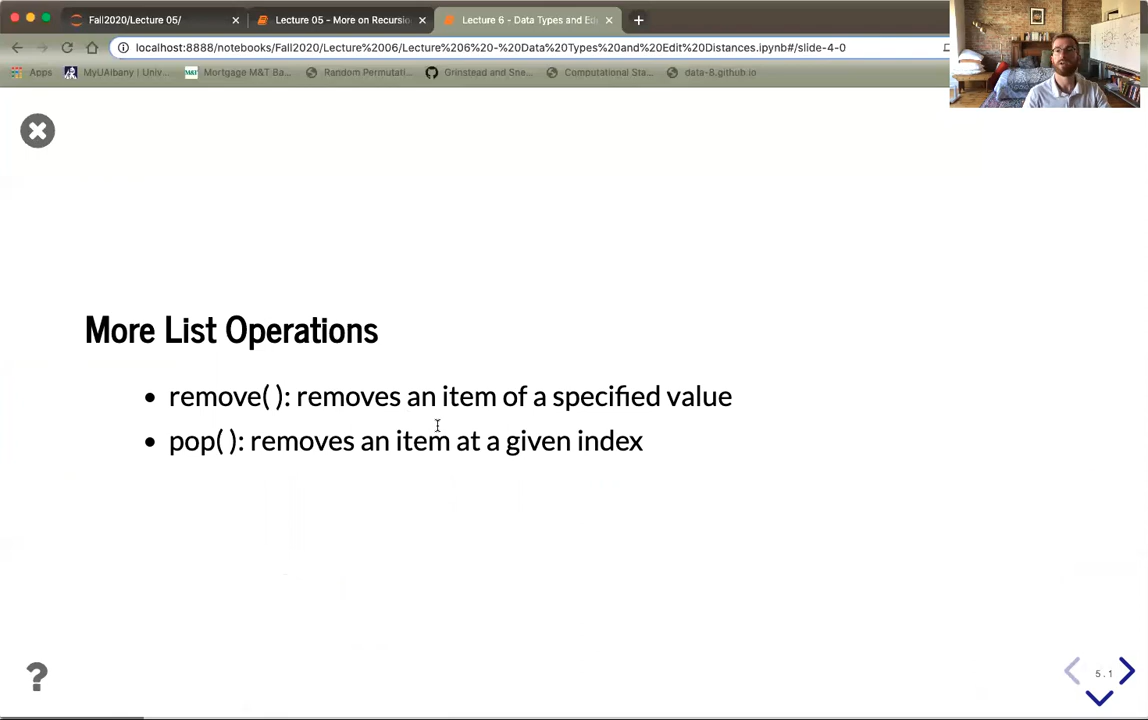 Fall2020/Lecture 05/
Lecture 05 - More on Recursio
Lecture 6 - Data Types and Ed
localhost:8888/notebooks/Fall2020/Lecture%2006/Lecture%206%20-%20Data%20Types%20and%20Edit%20Distances.ipynb#/slide-4-0
Apps
MyUAlbany | Univ...
M&T
Mortgage M&T Ba...
Random Permutati...
Grinstead and Sne...
Computational Sta...
data-8.github.io
More List Operations
• remove( ): removes an item of a specified value
• pop( ): removes an item at a given index
?
5.1